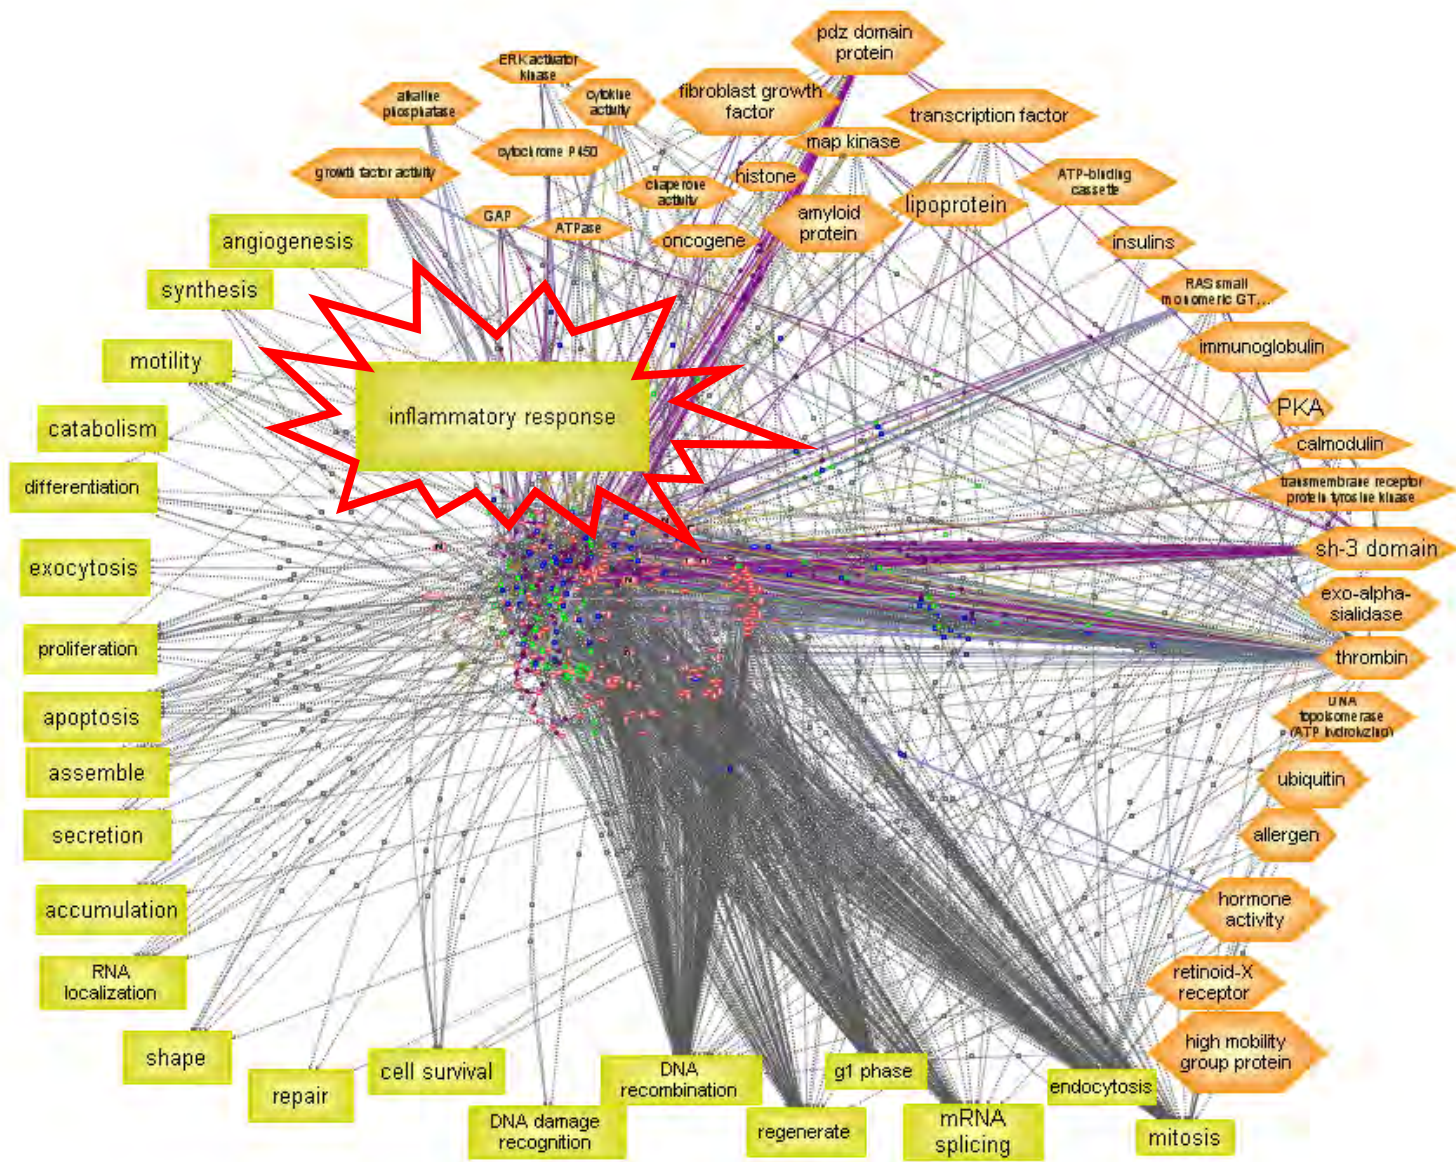 pdz domain
protein
ERK activator
kinase
alkaline
phosphatase
cytokine
activity
fibroblast growth
factor
transcription factor
map kinase
cytochrome P450
growth factor activity
chaperone
activity
histone
ATP-binding
cassette
GAP
ATPase
oncogene
amyloid
protein
lipoprotein
insulins
angiogenesis
synthesis
RAS small
monomeric GT...
motility
immunoglobulin
inflammatory response
PKA
catabolism
calmodulin
differentiation
transmembrane receptor
protein tyrosine kinase
exocytosis
sh-3 domain
exo-alpha-
sialidase
proliferation
thrombin
apoptosis
DNA
topoisomerase
(ATP hydrolyzing)
assemble
ubiquitin
secretion
allergen
accumulation
hormone
activity
RNA
localization
retinoid-X
receptor
shape
repair
cell survival
DNA damage
recognition
DNA
recombination
regenerate
g1 phase
mRNA
splicing
endocytosis
high mobility
group protein
mitosis